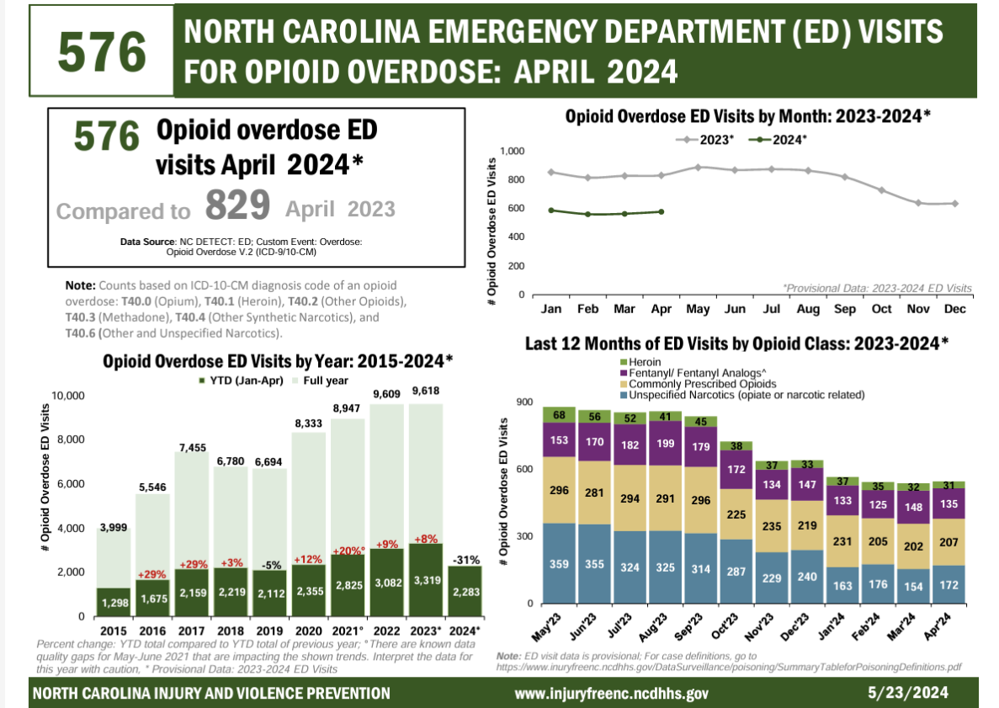 576
NORTH CAROLINA EMERGENCY DEPARTMENT (ED) VISITS
FOR OPIOID OVERDOSE: APRIL 2024
576 Opioid overdose ED
visits April 2024*
Compared to 829 April 2023
Data Source: NC DETECT: ED; Custom Event: Overdose:
Opioid Overdose V.2 (ICD-9/10-CM)
Note: Counts based on ICD-10-CM diagnosis code of an opioid
overdose: T40.0 (Opium), T40.1 (Heroin), T40.2 (Other Opioids),
T40.3 (Methadone), T40.4 (Other Synthetic Narcotics), and
T40.6 (Other and Unspecified Narcotics).
Opioid Overdose ED Visits by Month: 2023-2024*
2023* 2024*
# Opioid Overdose ED Visits
1,000
800
600
400
200
0
*Provisional Data: 2023-2024 ED Visits
Jan Feb Mar Apr May Jun Jul Aug Sep Oct Nov Dec
Opioid Overdose ED Visits by Year: 2015-2024*
YTD (Jan-Apr) Full year
# Opioid Overdose ED Visits
10,000
8,000
6,000
4,000
2,000
0
3,999 5,546 7,455 6,780 6,694 8,333 8,947 9,609 9,618
+29% +29% +3% -5% +12% +20%° +9% +8% -31%
1,298 1,675 2,159 2,219 2,112 2,355 2,825 3,082 3,319 2,283
2015 2016 2017 2018 2019 2020 2021° 2022 2023* 2024*
Percent change: YTD total compared to YTD total of previous year; °There are known data
quality gaps for May-June 2021 that are impacting the shown trends. Interpret the data for
this year with caution, * Provisional Data: 2023-2024 ED Visits
Last 12 Months of ED Visits by Opioid Class: 2023-2024*
Heroin
Fentanyl/ Fentanyl Analogs^
Commonly Prescribed Opioids
Unspecified Narcotics (opiate or narcotic related)
# Opioid Overdose ED Visits
900
600
300
0
68 56 52 41 45 38 37 33 37 35 32 31
153 170 182 199 179 172 134 147 133 125 148 135
296 281 294 291 296 225 235 219 231 205 202 207
359 355 324 325 314 287 229 240 163 176 154 172
May'23 Jun'23 Jul'23 Aug'23 Sep'23 Oct'23 Nov'23 Dec'23 Jan'24 Feb'24 Mar'24 Apr'24
Note: ED visit data is provisional; For case definitions, go to
https://www.inuryfreenc.ncdhhs.gov/DataSurveillance/poisoning/SummaryTableforPoisoningDefinitions.pdf
NORTH CAROLINA INJURY AND VIOLENCE PREVENTION www.injuryfreenc.ncdhhs.gov 5/23/2024